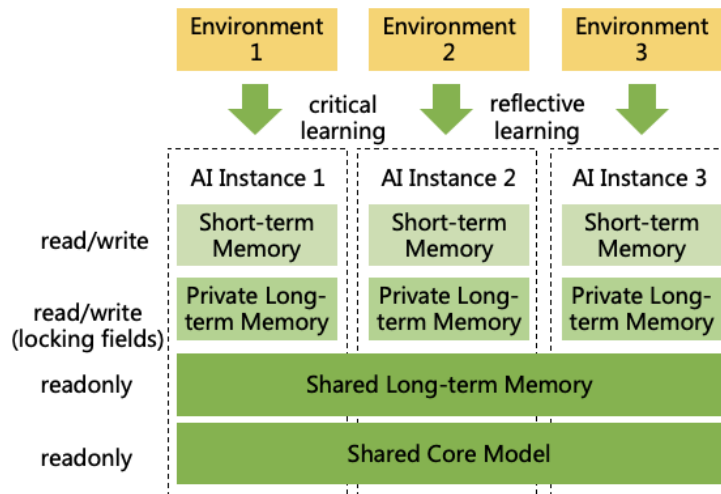 Environment
1
Environment
2
Environment
3
critical
learning
reflective
learning
AI Instance 1
AI Instance 2
AI Instance 3
read/write
Short-term
Memory
Short-term
Memory
Short-term
Memory
read/write
(locking fields)
Private Long-
term Memory
Private Long-
term Memory
Private Long-
term Memory
readonly
Shared Long-term Memory
readonly
Shared Core Model